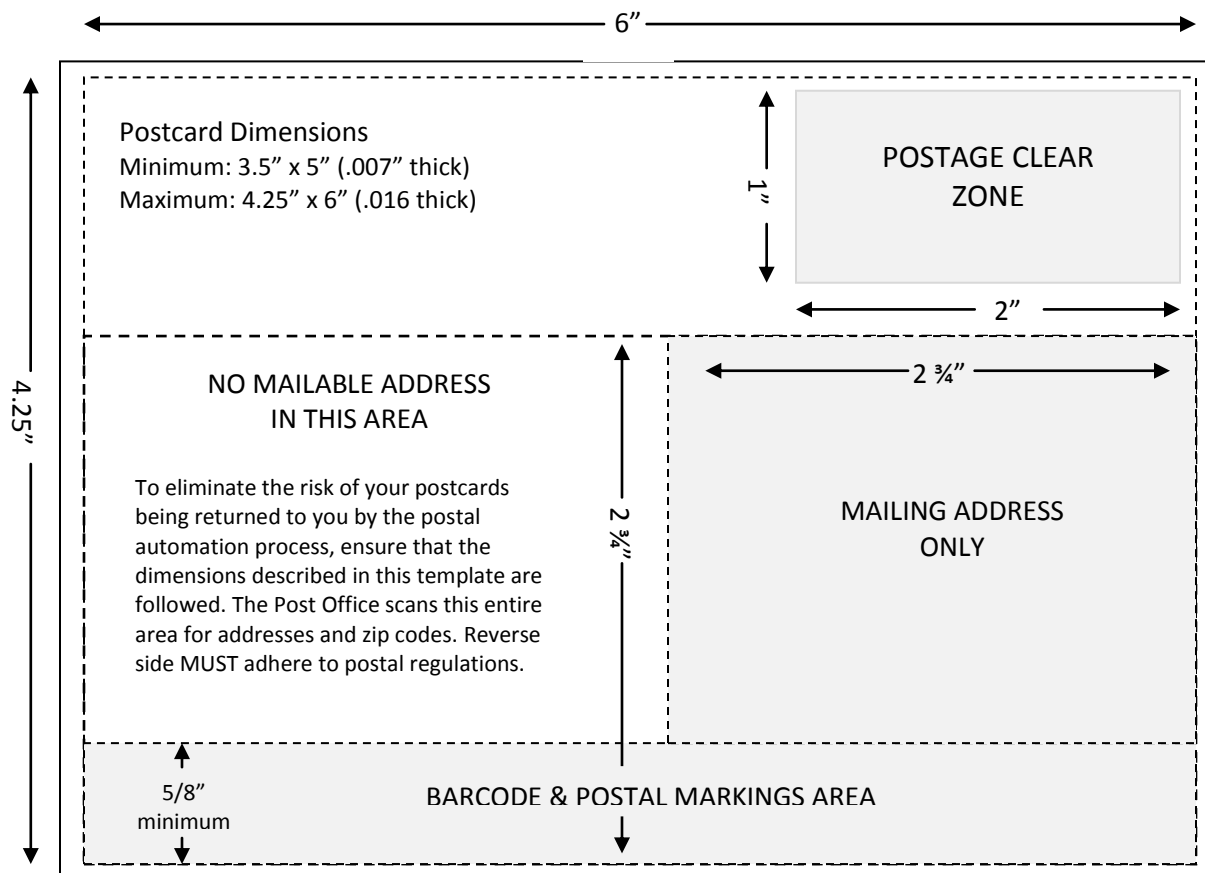 6”
Postcard Dimensions
Minimum: 3.5” x 5” (.007” thick)
Maximum: 4.25” x 6” (.016 thick)
1”
POSTAGE CLEAR
ZONE
2”
4.25”
NO MAILABLE ADDRESS
IN THIS AREA
To eliminate the risk of your postcards
being returned to you by the postal
automation process, ensure that the
dimensions described in this template are
followed. The Post Office scans this entire
area for addresses and zip codes. Reverse
side MUST adhere to postal regulations.
2 ¾”
2 ¾”
MAILING ADDRESS
ONLY
5/8”
minimum
BARCODE & POSTAL MARKINGS AREA